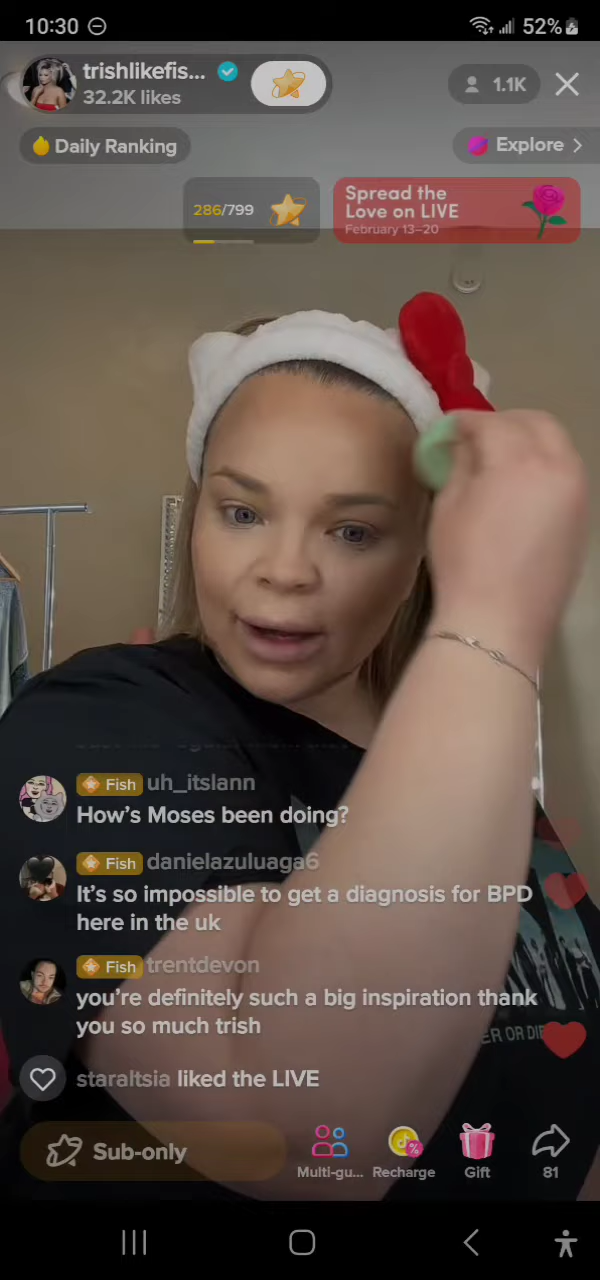 10:30
52%
trishlikefis...
32.2K likes
1.1K
Daily Ranking
Explore >
286/799
Spread the
Love on LIVE
February 13–20
Fish uh_itslann
How's Moses been doing?
Fish danielazuluaga6
It's so impossible to get a diagnosis for BPD
here in the uk
Fish trentdevon
you're definitely such a big inspiration thank
you so much trish
ER OR DIE
staraltsia liked the LIVE
Sub-only
Multi-gu...
Recharge
Gift
81